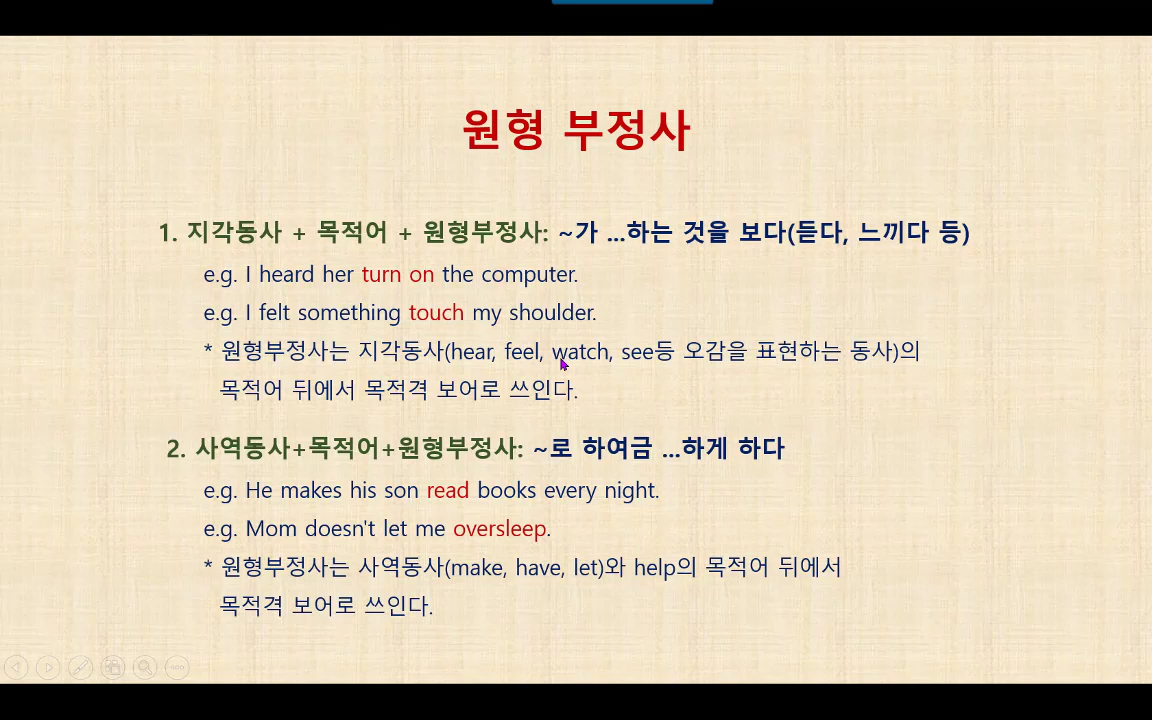 원형 부정사
1. 지각동사 + 목적어 + 원형부정사: ~가 ...하는 것을 보다(듣다, 느끼다 등)
e.g. I heard her turn on the computer.
e.g. I felt something touch my shoulder.
* 원형부정사는 지각동사(hear, feel, watch, see등 오감을 표현하는 동사)의
목적어 뒤에서 목적격 보어로 쓰인다.
2. 사역동사+목적어+원형부정사: ~로 하여금 ...하게 하다
e.g. He makes his son read books every night.
e.g. Mom doesn't let me oversleep.
* 원형부정사는 사역동사(make, have, let)와 help의 목적어 뒤에서
목적격 보어로 쓰인다.